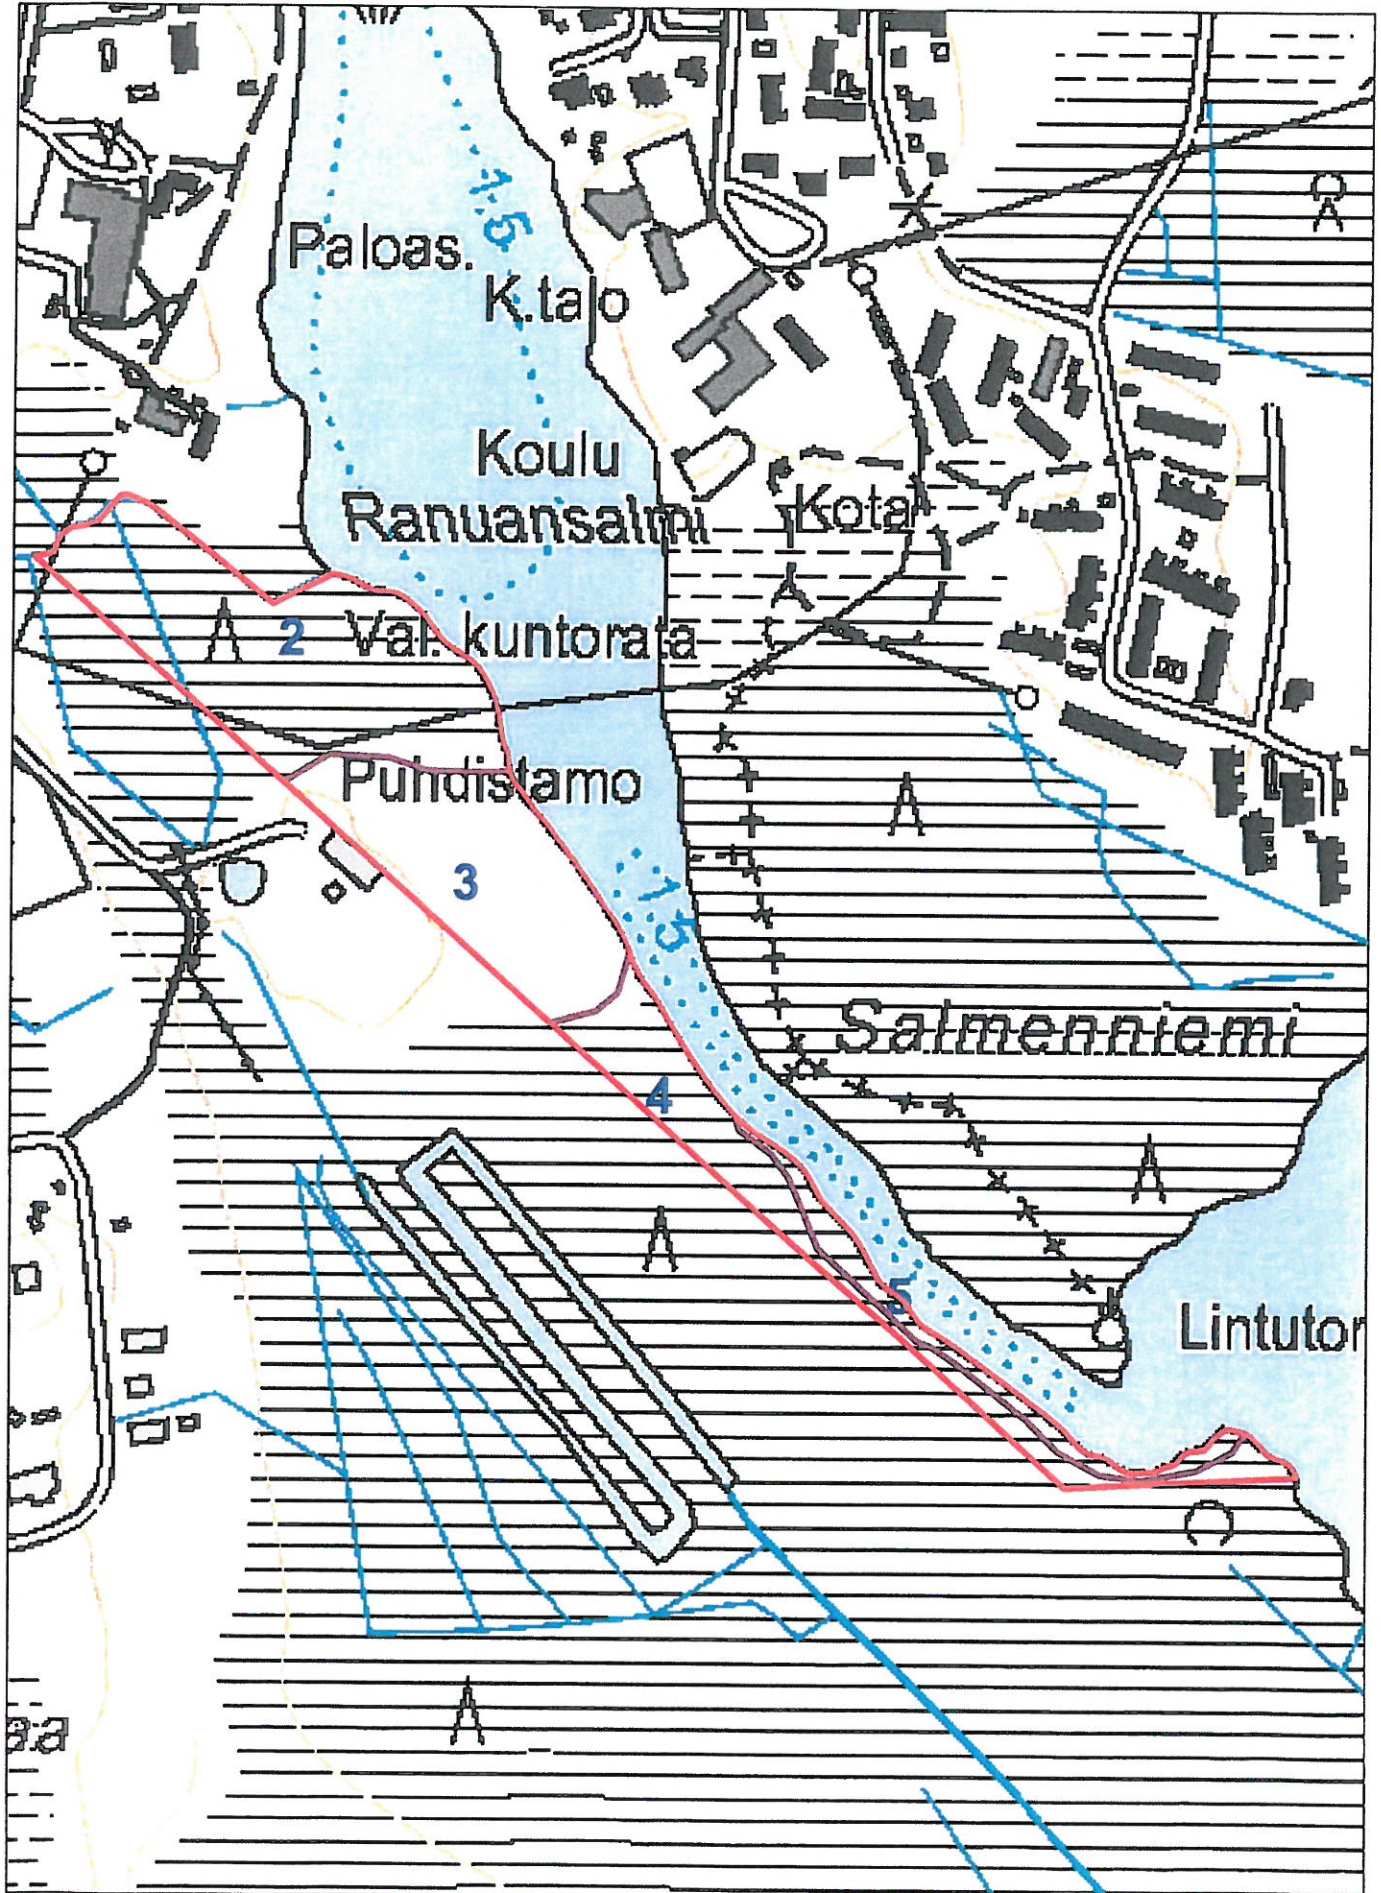 1,5
Paloas.
K.talo
Koulu
Ranuansalmi
Kota
2
Val. kuntorata
Puhdistamo
3
1,5
Salmenniemi
4
5
Lintutor
aa